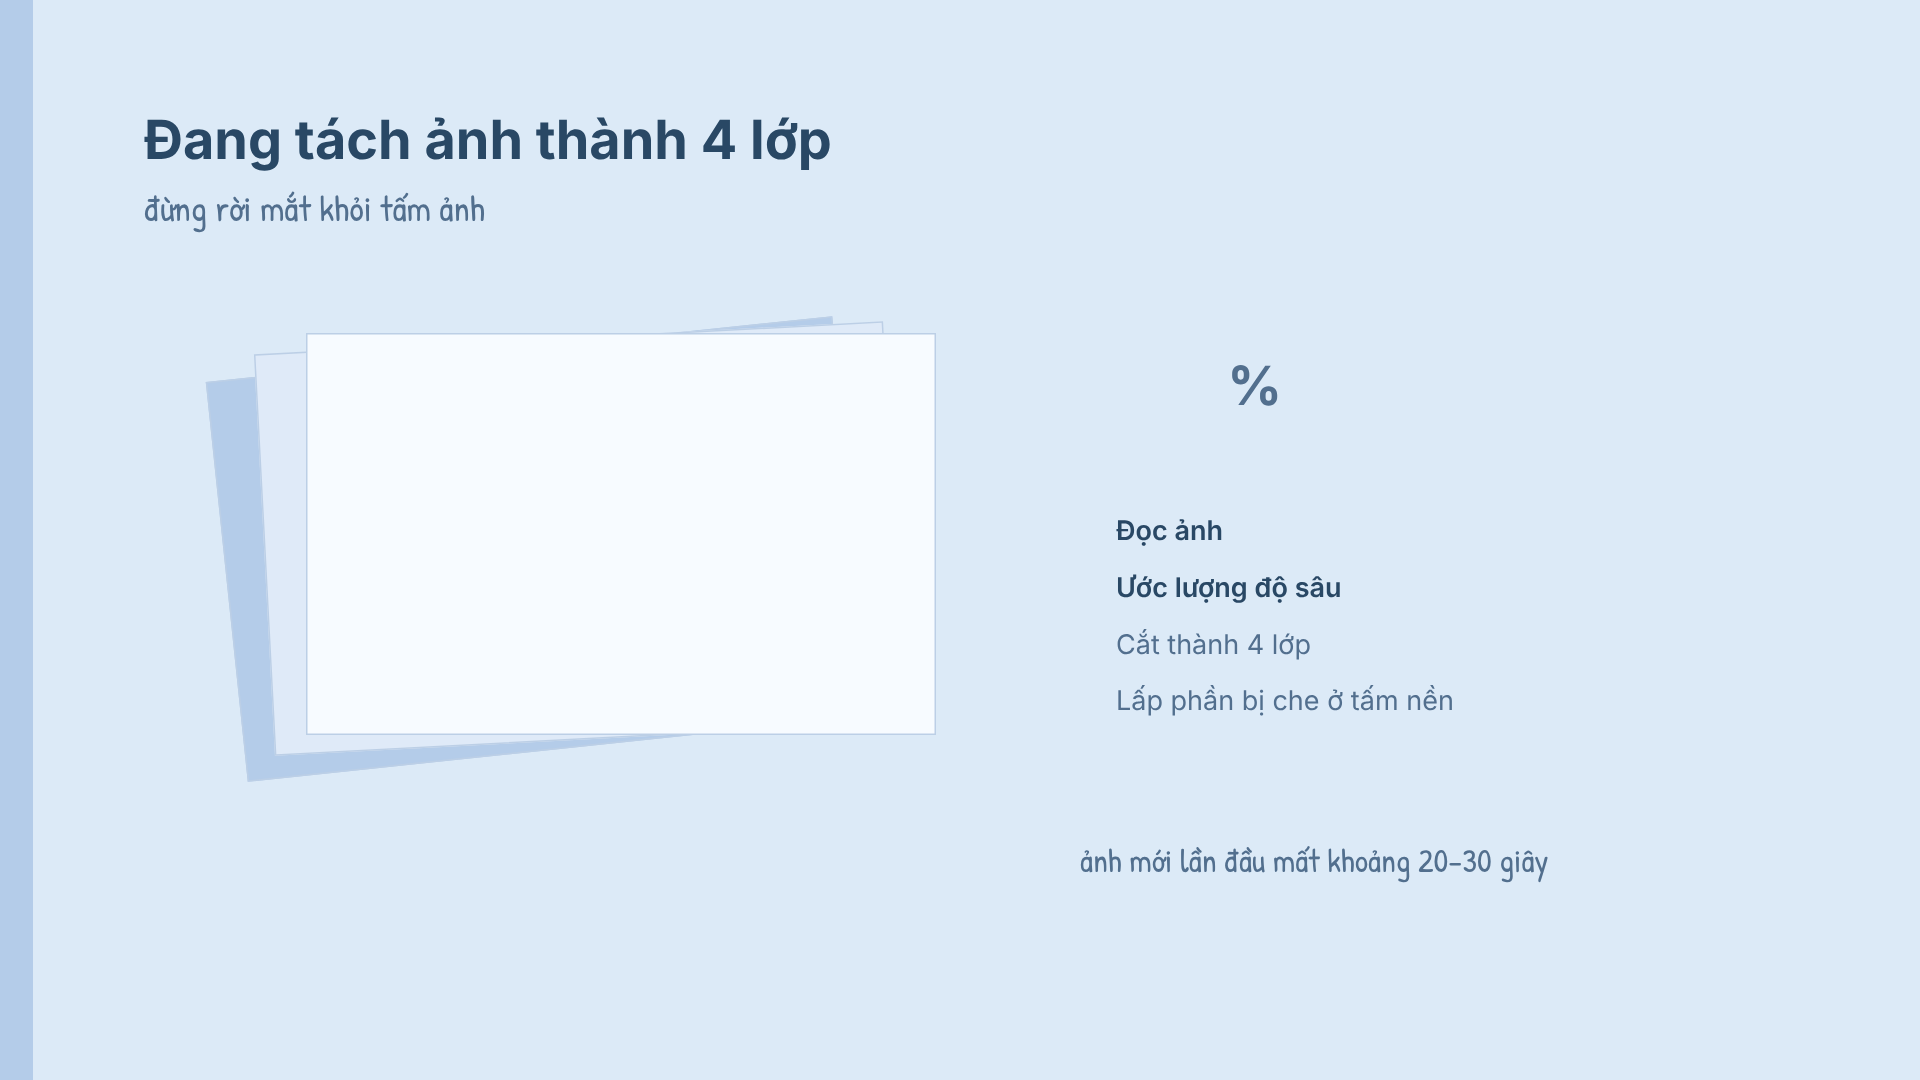 Đang tách ảnh thành 4 lớp
đừng rời mắt khỏi tấm ảnh
%
Đọc ảnh
Ước lượng độ sâu
Cắt thành 4 lớp
Lấp phần bị che ở tấm nền
ảnh mới lần đầu mất khoảng 20–30 giây